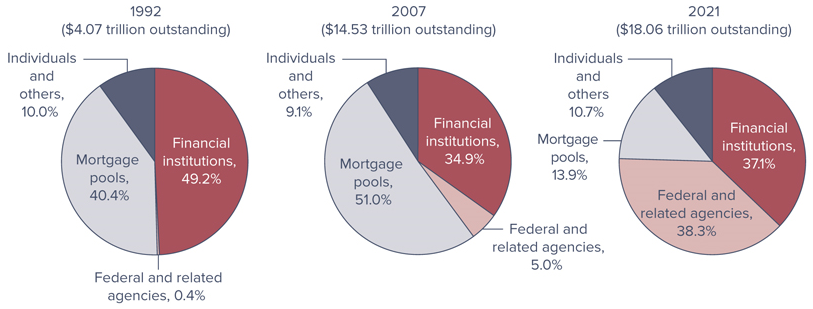 1992
($4.07 trillion outstanding)
Individuals
and
others,
10.0%
Financial
institutions,
49.2%
Mortgage
pools,
40.4%
Federal and related
agencies, 0.4%
2007
($14.53 trillion outstanding)
Individuals
and
others,
9.1%
Financial
institutions,
34.9%
Mortgage
pools,
51.0%
Federal and
related agencies,
5.0%
2021
($18.06 trillion outstanding)
Individuals
and
others
10.7%
Mortgage
pools,
13.9%
Financial
institutions,
37.1%
Federal and
related agencies,
38.3%